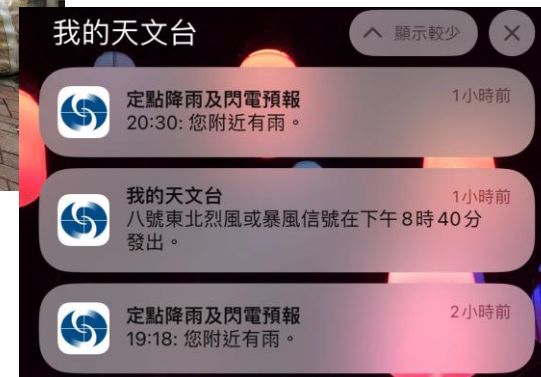 我的天文台
顯示較少
定點降雨及閃電預報
1小時前
20:30: 您附近有雨。
我的天文台
1小時前
八號東北烈風或暴風信號在下午8時40分
發出。
定點降雨及閃電預報
2小時前
19:18: 您附近有雨。